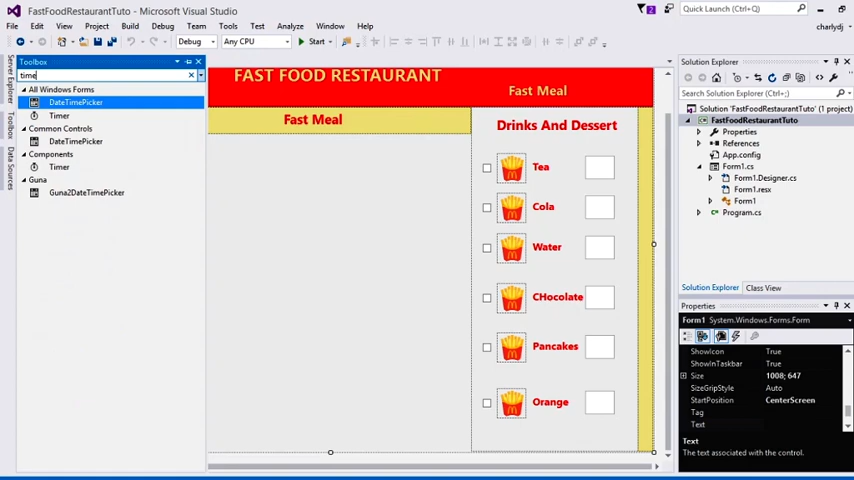 FastFoodRestaurantTuto - Microsoft Visual Studio
2
Quick Launch (Ctrl+Q)
File Edit View Project Build Debug Team Tools Test Analyze Window Help
charlydj
Debug Any CPU Start
Server Explorer
Toolbox
Data Sources
Toolbox
time
All Windows Forms
DateTimePicker
Timer
Common Controls
DateTimePicker
Components
Timer
Guna
Guna2DateTimePicker
FAST FOOD RESTAURANT
Fast Meal
Fast Meal
Drinks And Dessert
Tea
Cola
Water
CHocolate
Pancakes
Orange
Solution Explorer
Search Solution Explorer (Ctrl+;)
Solution 'FastFoodRestaurantTuto' (1 project)
FastFoodRestaurantTuto
Properties
References
App.config
Form1.cs
Form1.Designer.cs
Form1.resx
Form1
Program.cs
Solution Explorer Class View
Properties
Form1 System.Windows.Forms.Form
ShowIcon True
ShowInTaskbar True
Size 1008; 647
SizeGripStyle Auto
StartPosition CenterScreen
Tag
Text
Text
The text associated with the control.